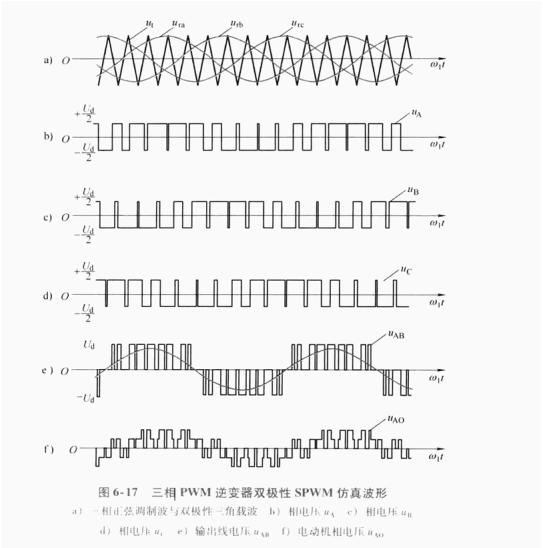 u_t u_ra u_rb u_rc
a) O ω₁t
+U_d/2 u_A
b) O ω₁t
-U_d/2
+U_d/2 u_B
c) O ω₁t
-U_d/2
+U_d/2 u_C
d) O ω₁t
-U_d/2
U_d u_AB
e) O ω₁t
-U_d
u_AO
f) O ω₁t
图 6-17 三相 PWM 逆变器双极性 SPWM 仿真波形
a) 三相正弦调制波与双极性三角载波 b) 相电压 u_A c) 相电压 u_B
d) 相电压 u_c e) 输出线电压 u_AB f) 电动机相电压 u_AO